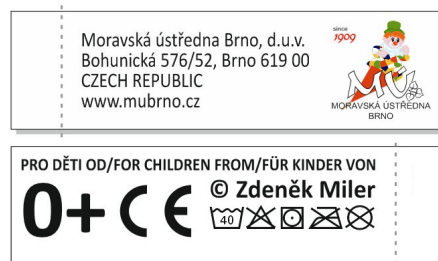 Moravská ústředna Brno, d.u.v.
Bohunická 576/52, Brno 619 00
CZECH REPUBLIC
www.mubrno.cz
since
1909
MÚ
MORAVSKÁ ÚSTŘEDNA
BRNO
PRO DĚTI OD/FOR CHILDREN FROM/FÜR KINDER VON
0+ CE
© Zdeněk Miler
40